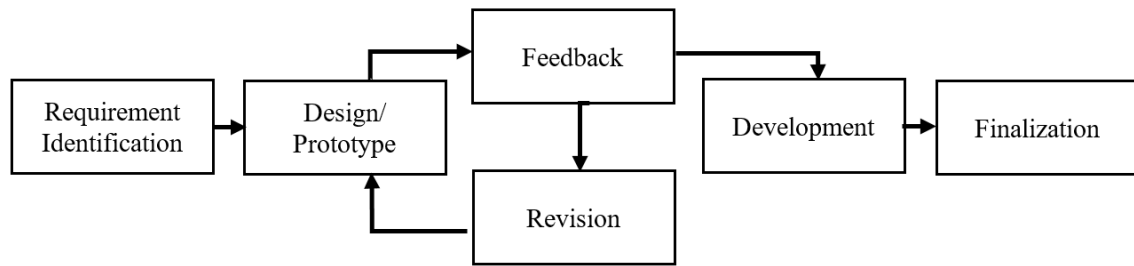 Requirement
Identification
Design/
Prototype
Feedback
Revision
Development
Finalization